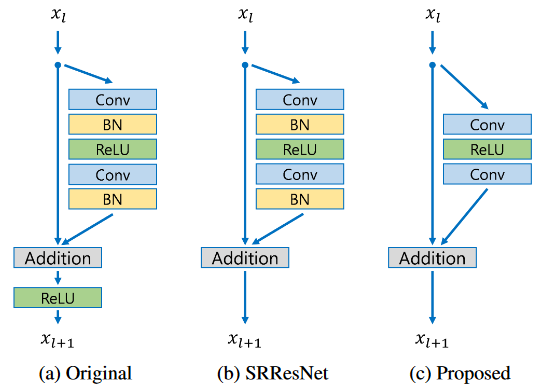 x_l
Conv
BN
ReLU
Conv
BN
Addition
ReLU
x_{l+1}
(a) Original
x_l
Conv
BN
ReLU
Conv
BN
Addition
x_{l+1}
(b) SRResNet
x_l
Conv
ReLU
Conv
Addition
x_{l+1}
(c) Proposed